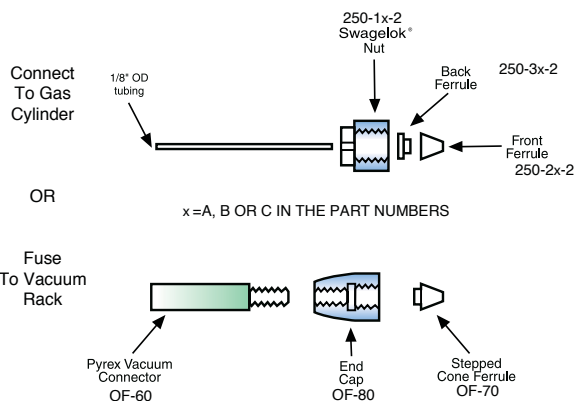 250-1x-2
Swagelok®
Nut
Connect
To Gas
Cylinder
1/8" OD
tubing
Back
Ferrule
250-3x-2
Front
Ferrule
250-2x-2
OR
x =A, B OR C IN THE PART NUMBERS
Fuse
To Vacuum
Rack
Pyrex Vacuum
Connector
OF-60
End
Cap
OF-80
Stepped
Cone Ferrule
OF-70